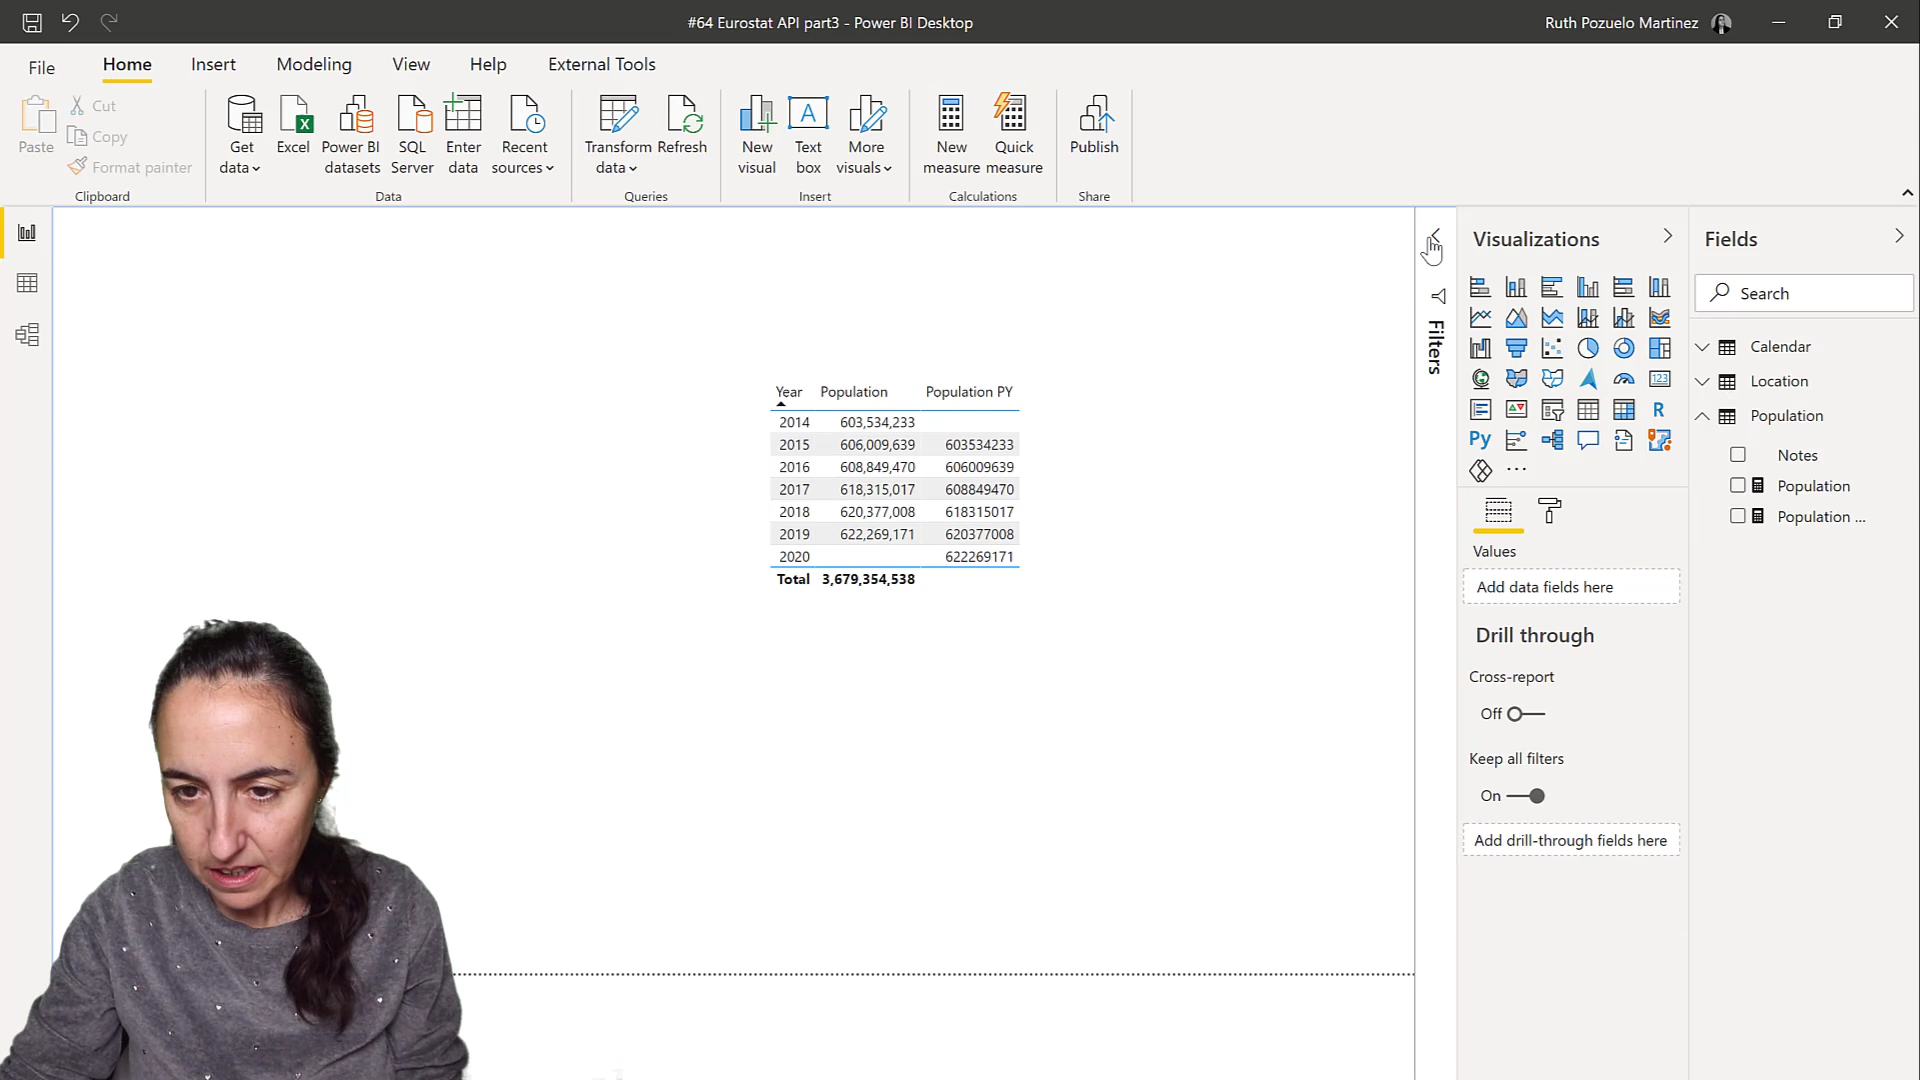 #64 Eurostat API part3 - Power BI Desktop
Ruth Pozuelo Martinez
File
Home
Insert
Modeling
View
Help
External Tools
Paste
Cut
Copy
Format painter
Clipboard
Get
data
Excel
Power BI
datasets
SQL
Server
Enter
data
Recent
sources
Data
Transform
data
Refresh
Queries
New
visual
Text
box
More
visuals
Insert
New
measure
Quick
measure
Calculations
Publish
Share
Year Population Population PY
2014 603,534,233
2015 606,009,639 603534233
2016 608,849,470 606009639
2017 618,315,017 608849470
2018 620,377,008 618315017
2019 622,269,171 620377008
2020 622269171
Total 3,679,354,538
Filters
Visualizations
123
R
Py
...
Values
Add data fields here
Drill through
Cross-report
Off
Keep all filters
On
Add drill-through fields here
Fields
Search
Calendar
Location
Population
Notes
Population
Population ...